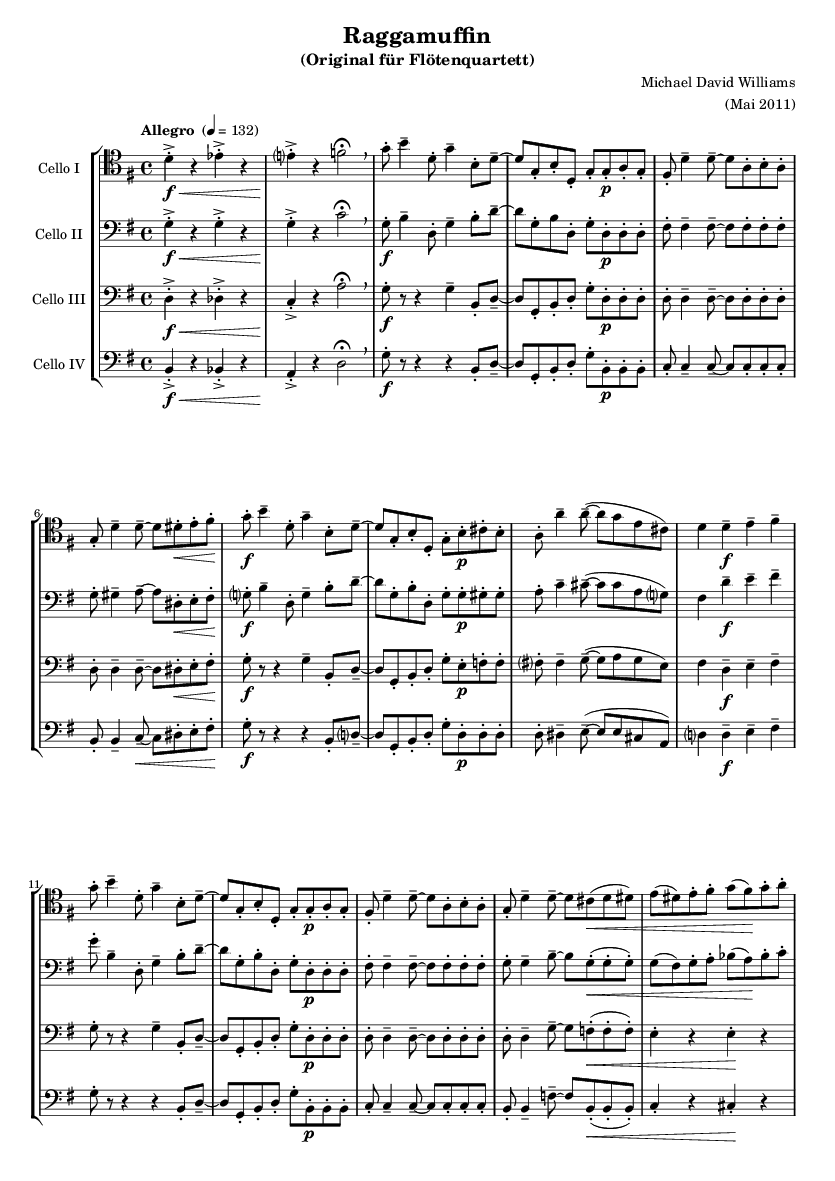 Raggamuffin
(Original für Flötenquartett)
Michael David Williams
(Mai 2011)
Allegro (♩= 132)
Cello I
f
p
Cello II
f
f
p
Cello III
f
f
p
Cello IV
f
f
p
6
f
p
f
f
p
f
f
p
f
f
p
f
11
p
p
p
p